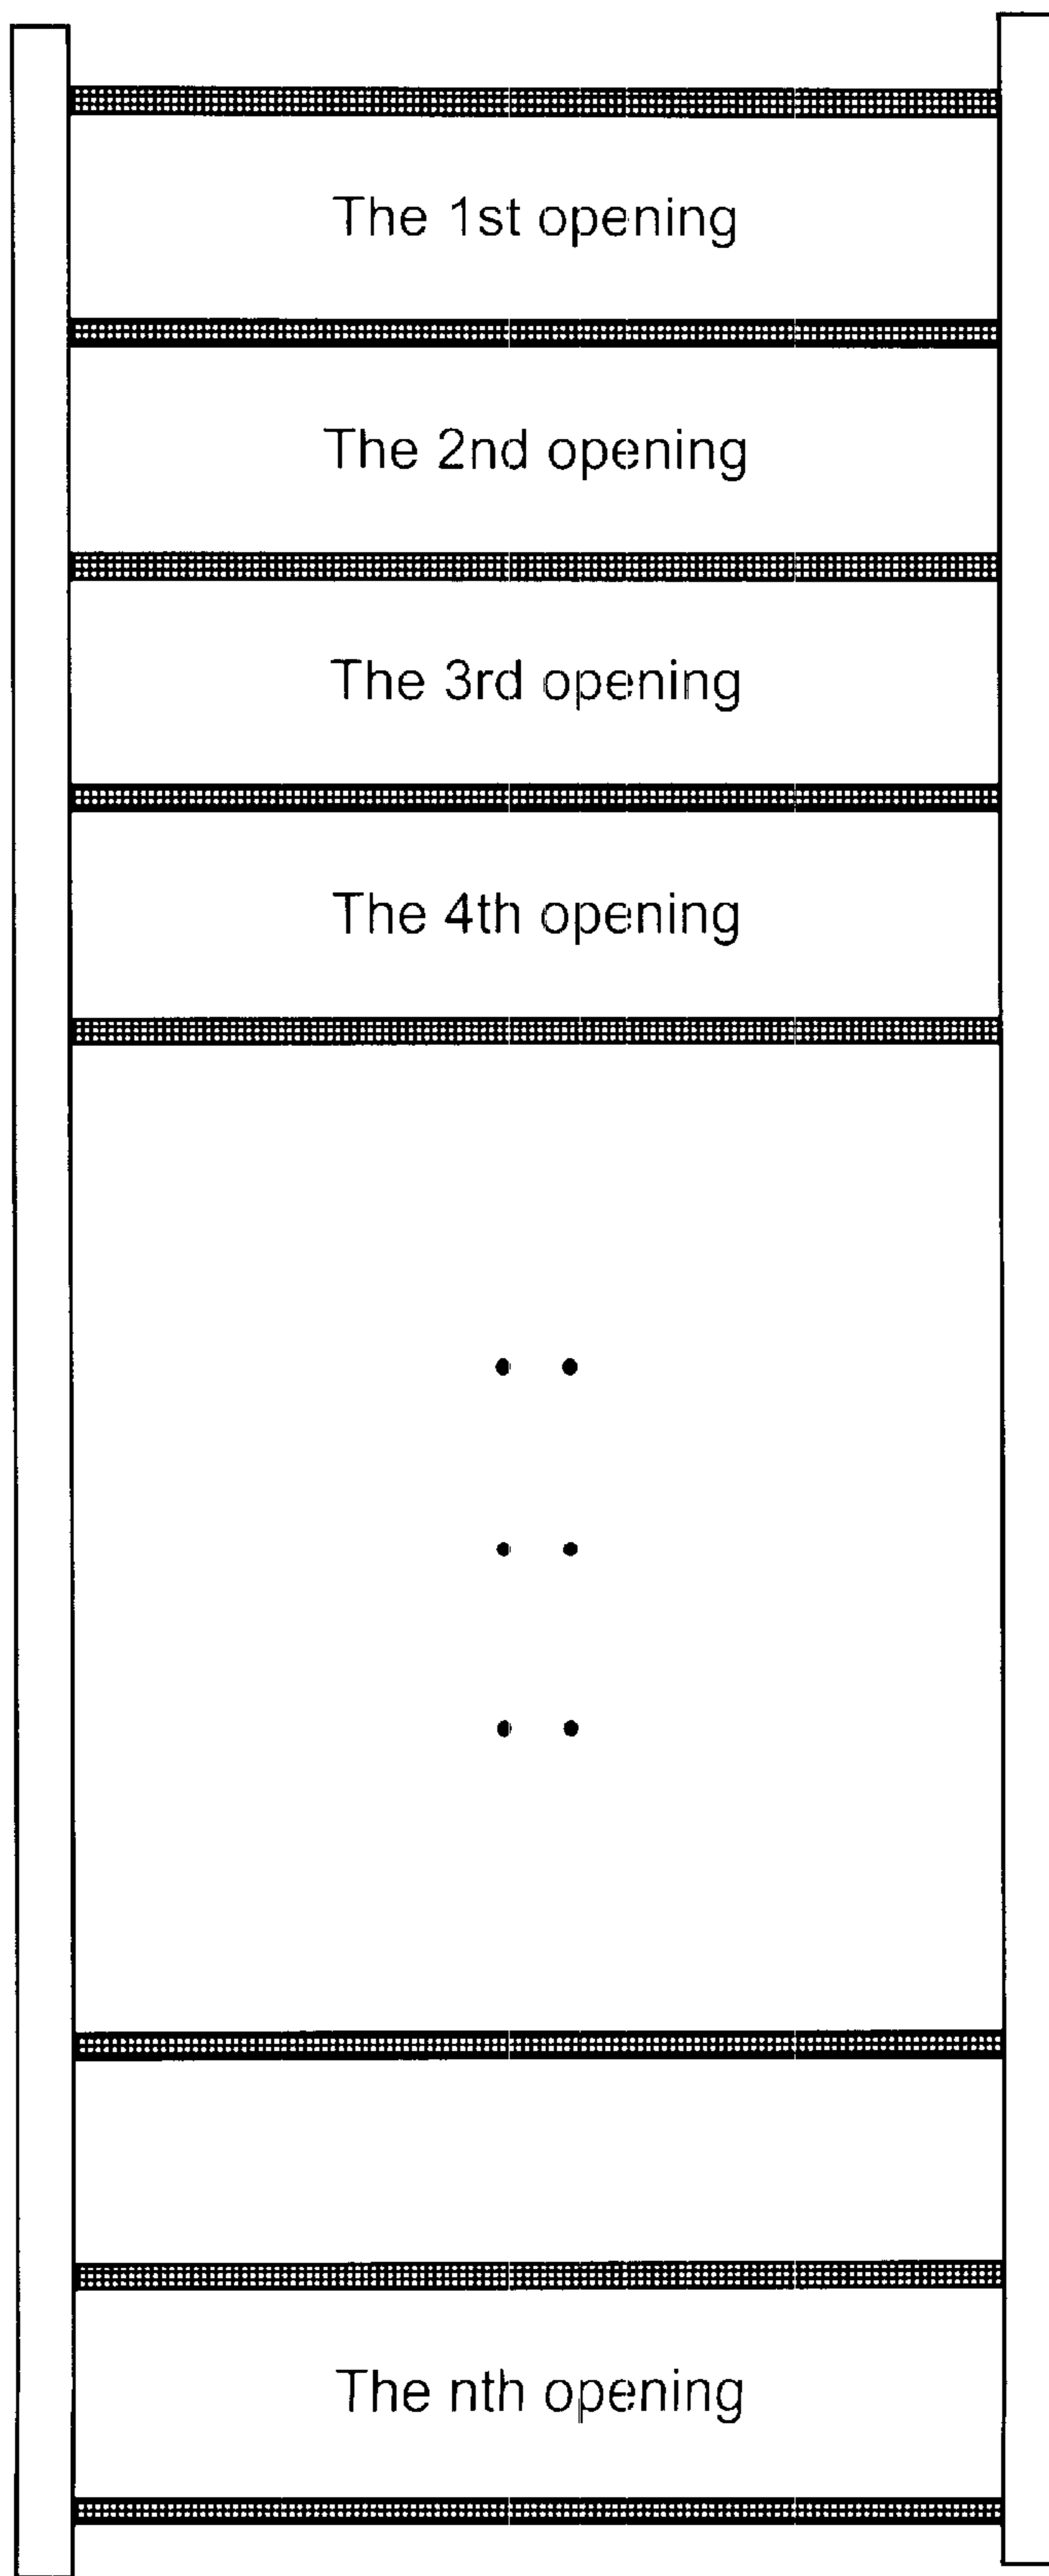 The 1st opening
The 2nd opening
The 3rd opening
The 4th opening
The nth opening